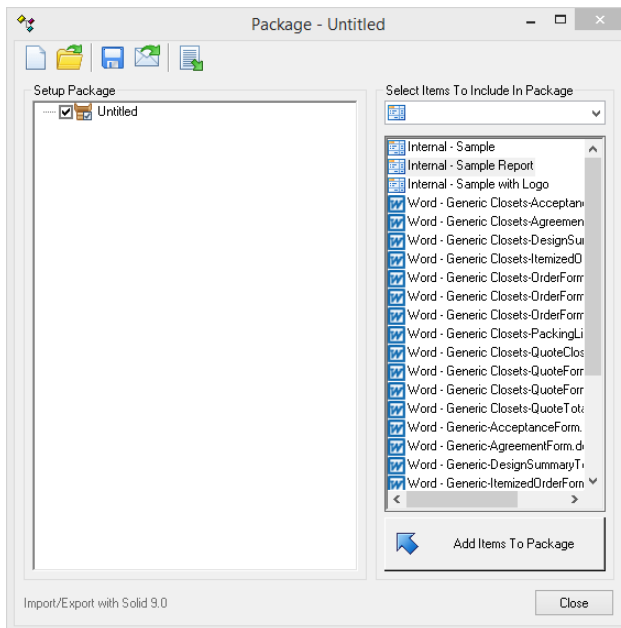 Package - Untitled
Setup Package
Untitled
Select Items To Include In Package
Internal - Sample
Internal - Sample Report
Internal - Sample with Logo
Word - Generic Closets-Acceptan
Word - Generic Closets-Agreemen
Word - Generic Closets-DesignSu
Word - Generic Closets-ItemizedO
Word - Generic Closets-OrderForm
Word - Generic Closets-OrderForm
Word - Generic Closets-OrderForm
Word - Generic Closets-PackingLi
Word - Generic Closets-QuoteClos
Word - Generic Closets-QuoteForr
Word - Generic Closets-QuoteForr
Word - Generic Closets-QuoteTota
Word - Generic-AcceptanceForm.
Word - Generic-AgreementForm.d
Word - Generic-DesignSummaryT
Word - Generic-ItemizedOrderForn
Add Items To Package
Import/Export with Solid 9.0
Close